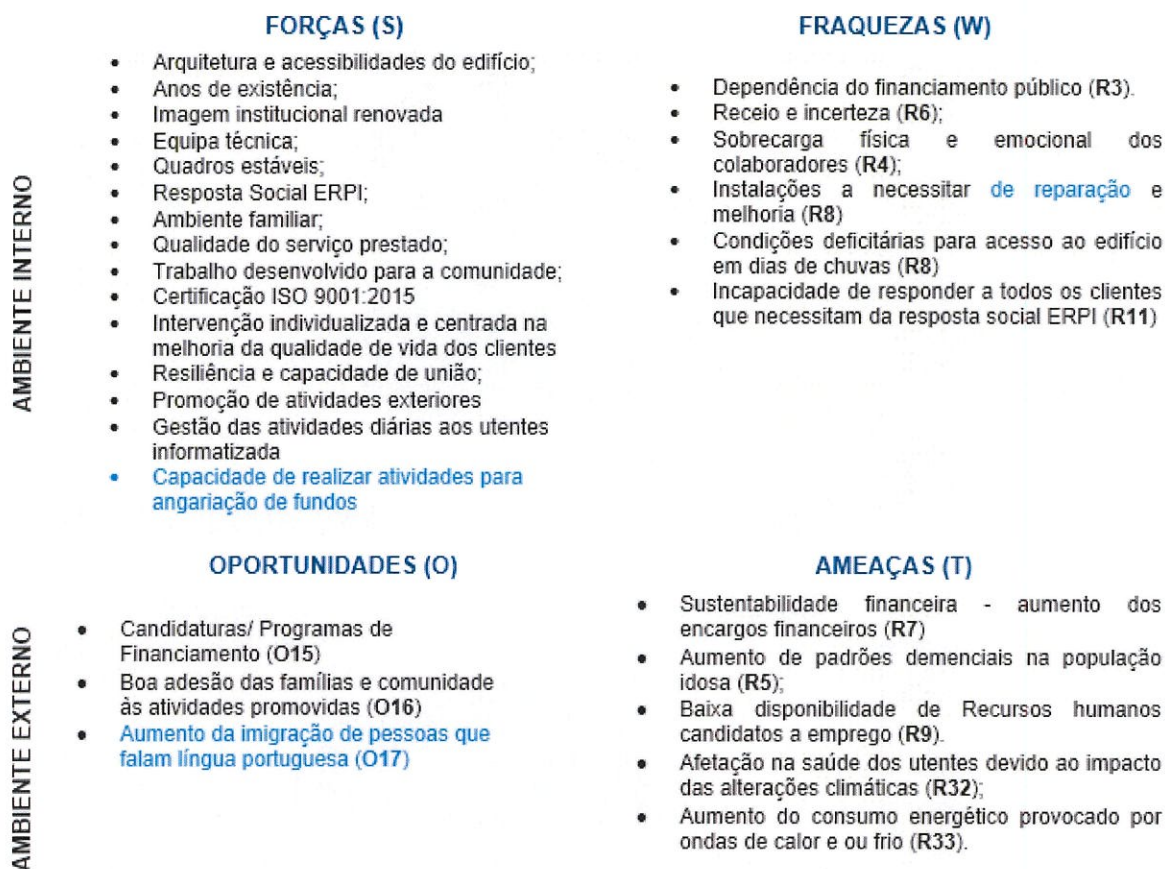 AMBIENTE INTERNO
FORÇAS (S)
• Arquitetura e acessibilidades do edifício;
• Anos de existência;
• Imagem institucional renovada
• Equipa técnica;
• Quadros estáveis;
• Resposta Social ERPI;
• Ambiente familiar;
• Qualidade do serviço prestado;
• Trabalho desenvolvido para a comunidade;
• Certificação ISO 9001:2015
• Intervenção individualizada e centrada na
melhoria da qualidade de vida dos clientes
• Resiliência e capacidade de união;
• Promoção de atividades exteriores
• Gestão das atividades diárias aos utentes
informatizada
• Capacidade de realizar atividades para
angariação de fundos
FRAQUEZAS (W)
• Dependência do financiamento público (R3).
• Receio e incerteza (R6);
• Sobrecarga física e emocional dos
colaboradores (R4);
• Instalações a necessitar de reparação e
melhoria (R8)
• Condições deficitárias para acesso ao edifício
em dias de chuvas (R8)
• Incapacidade de responder a todos os clientes
que necessitam da resposta social ERPI (R11)
AMBIENTE EXTERNO
OPORTUNIDADES (O)
• Candidaturas/ Programas de
Financiamento (O15)
• Boa adesão das famílias e comunidade
às atividades promovidas (O16)
• Aumento da imigração de pessoas que
falam língua portuguesa (O17)
AMEAÇAS (T)
• Sustentabilidade financeira - aumento dos
encargos financeiros (R7)
• Aumento de padrões demenciais na população
idosa (R5);
• Baixa disponibilidade de Recursos humanos
candidatos a emprego (R9).
• Afetação na saúde dos utentes devido ao impacto
das alterações climáticas (R32);
• Aumento do consumo energético provocado por
ondas de calor e ou frio (R33).